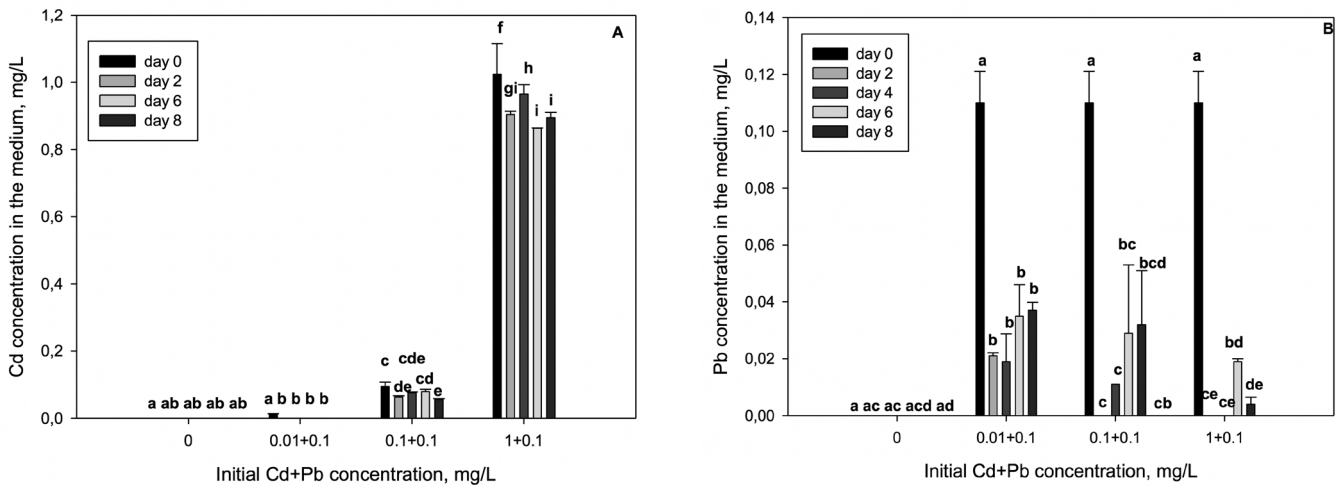 A
Cd concentration in the medium, mg/L
1,2
1,0
0,8
0,6
0,4
0,2
0,0
day 0
day 2
day 6
day 8
a ab ab ab ab
a b b b b
c
de
cde
cd
e
f
gi
h
i
i
0
0.01+0.1
0.1+0.1
1+0.1
Initial Cd+Pb concentration, mg/L
B
Pb concentration in the medium, mg/L
0,14
0,12
0,10
0,08
0,06
0,04
0,02
0,00
day 0
day 2
day 4
day 6
day 8
a ac ac acd ad
a
b
b
b
b
a
c
c
bc
bcd
cb
a
ce
ce
bd
de
0
0.01+0.1
0.1+0.1
1+0.1
Initial Cd+Pb concentration, mg/L